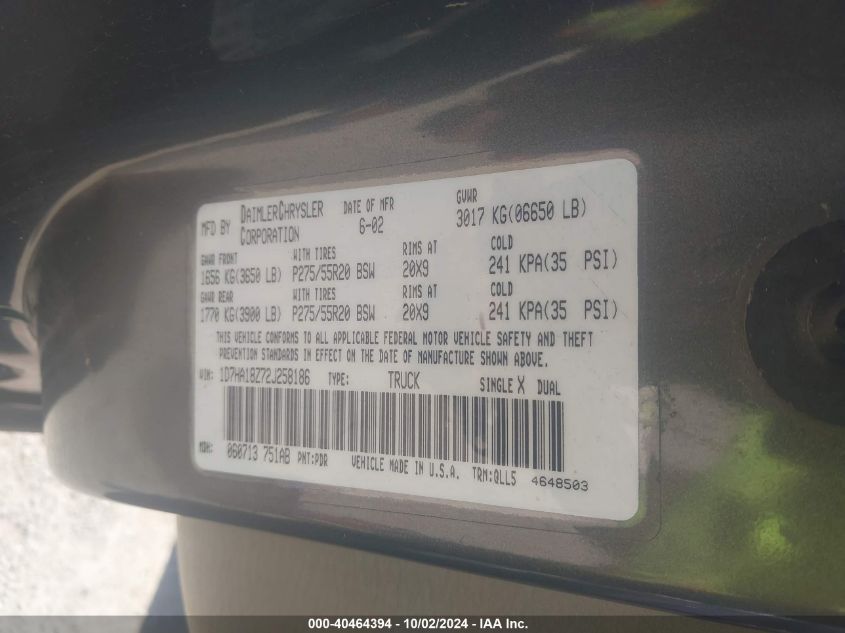 MFD BY DAIMLERCHRYSLER CORPORATION DATE OF MFR 6-02 GVWR 3017 KG(06650 LB)
GAWR FRONT WITH TIRES RIMS AT COLD
1656 KG(3650 LB) P275/55R20 BSW 20X9 241 KPA(35 PSI)
GAWR REAR WITH TIRES RIMS AT COLD
1770 KG(3900 LB) P275/55R20 BSW 20X9 241 KPA(35 PSI)
THIS VEHICLE CONFORMS TO ALL APPLICABLE FEDERAL MOTOR VEHICLE SAFETY AND THEFT
PREVENTION STANDARDS IN EFFECT ON THE DATE OF MANUFACTURE SHOWN ABOVE.
VIN: 1D7HA18Z72J258186 TYPE: TRUCK SINGLE X DUAL
MDH: 060713 751AB PNT:PDR VEHICLE MADE IN U.S.A. TRM:QLL5 4648503
000-40464394 - 10/02/2024 - IAA Inc.